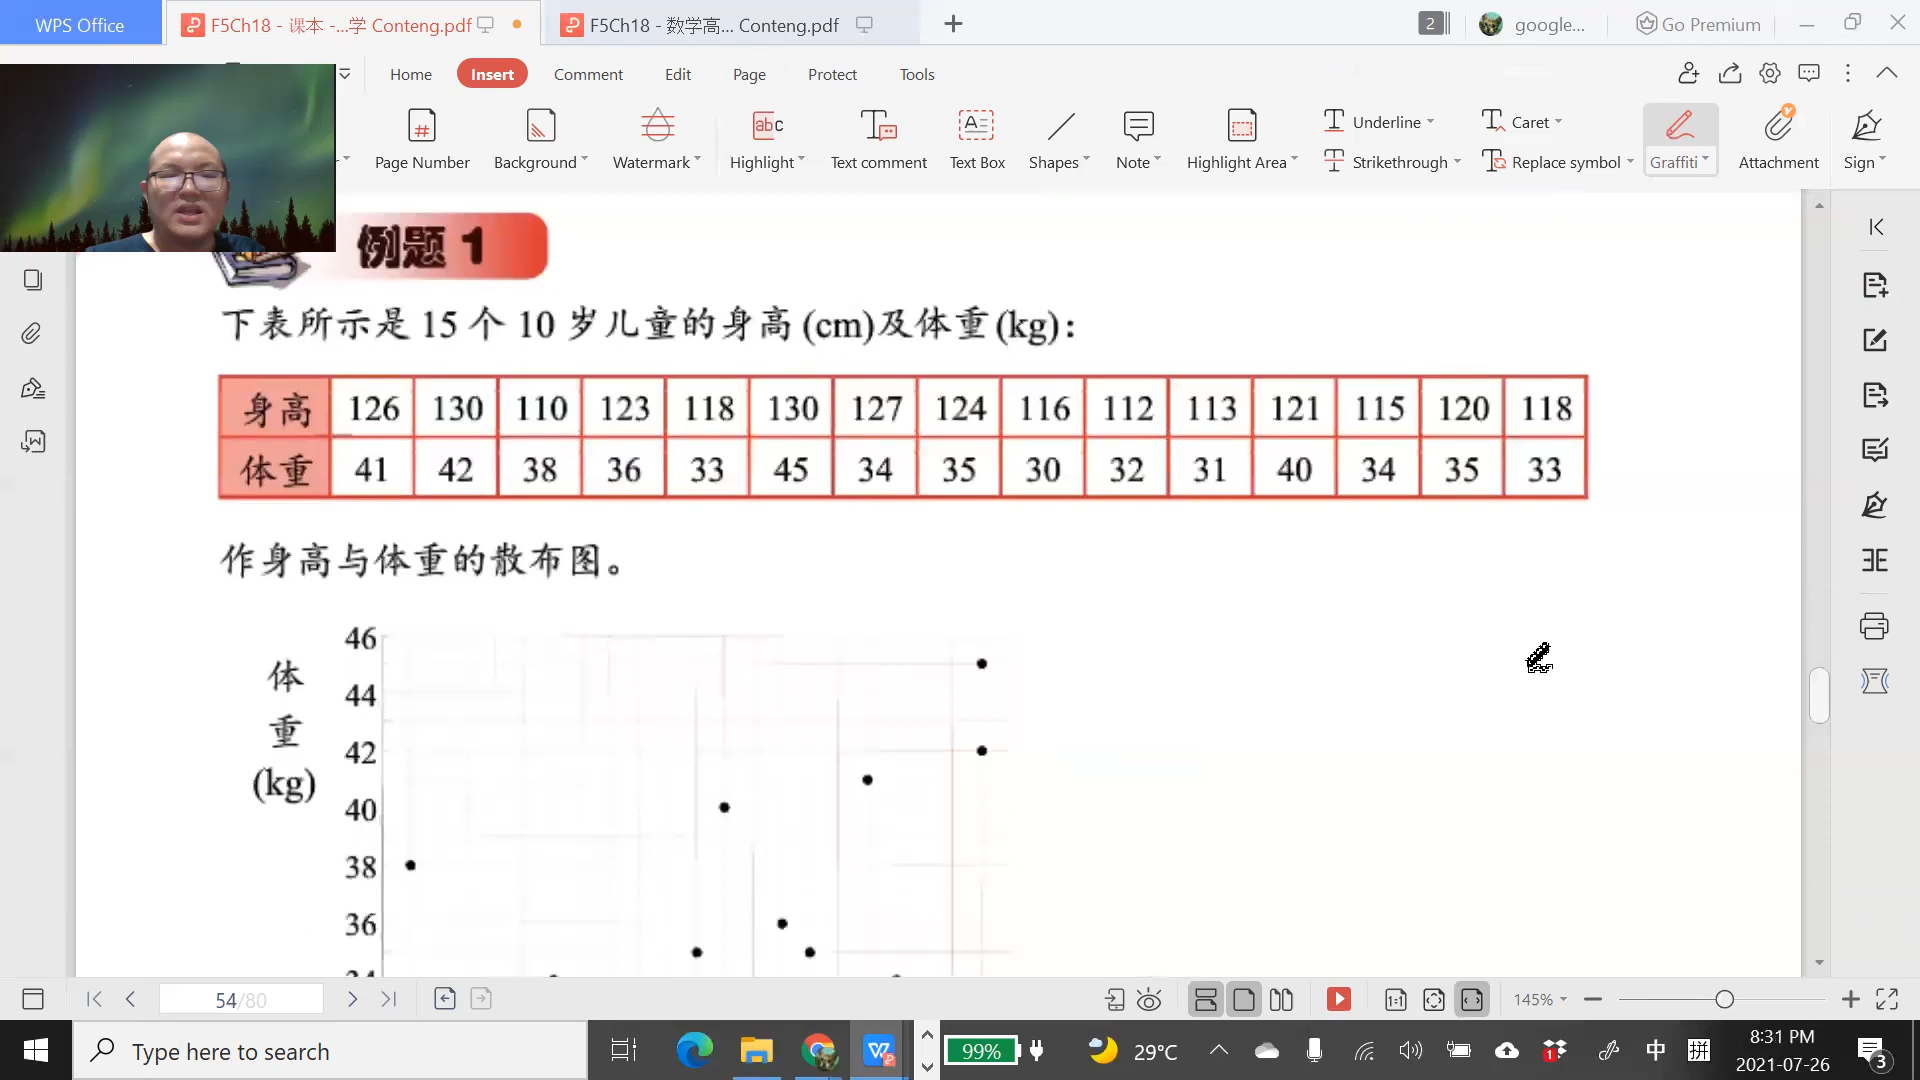 WPS Office
F5Ch18 - 课本 -...学 Conteng.pdf
F5Ch18 - 数学高... Conteng.pdf
2
google...
Go Premium
Home
Insert
Comment
Edit
Page
Protect
Tools
Page Number
Background
Watermark
Highlight
Text comment
Text Box
Shapes
Note
Highlight Area
Underline
Strikethrough
Caret
Replace symbol
Graffiti
Attachment
Sign
例题 1
下表所示是 15 个 10 岁儿童的身高 (cm)及体重(kg)：
身高 126 130 110 123 118 130 127 124 116 112 113 121 115 120 118
体重 41 42 38 36 33 45 34 35 30 32 31 40 34 35 33
作身高与体重的散布图。
体
重
(kg)
46
44
42
40
38
36
54/80
145%
Type here to search
99%
29°C
1
中
拼
8:31 PM
2021-07-26
3